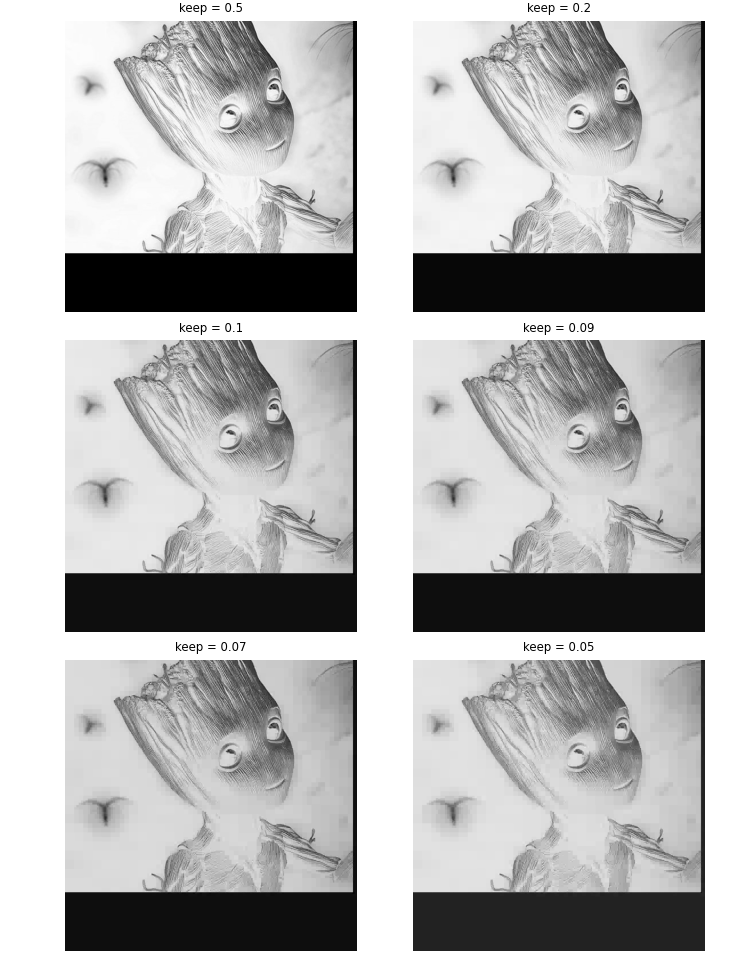 keep = 0.5
keep = 0.2
keep = 0.1
keep = 0.09
keep = 0.07
keep = 0.05